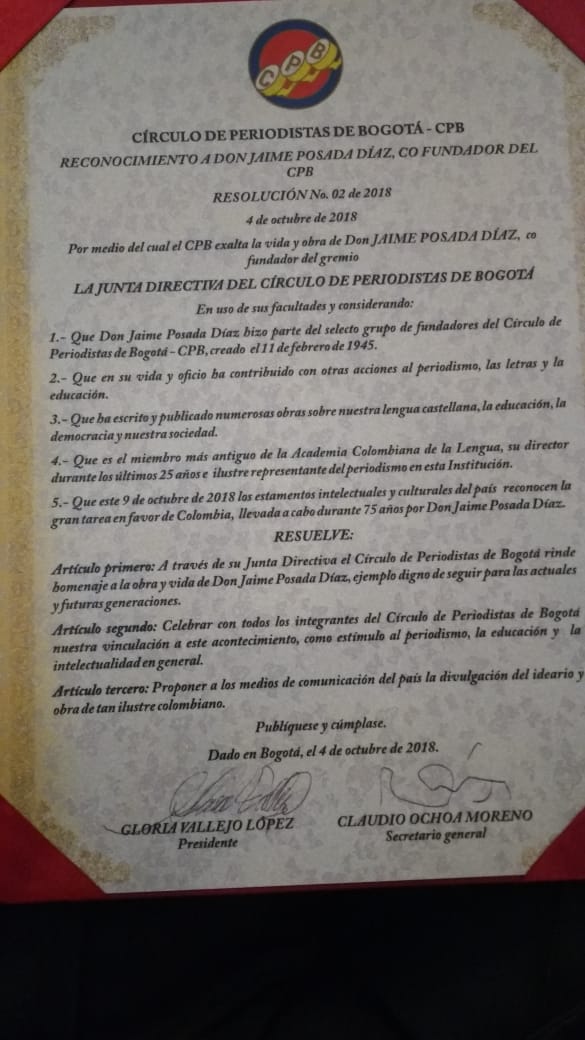 CPB
CÍRCULO DE PERIODISTAS DE BOGOTÁ - CPB
RECONOCIMIENTO A DON JAIME POSADA DÍAZ, CO FUNDADOR DEL
CPB
RESOLUCIÓN No. 02 DE 2018
4 de octubre de 2018
Por medio del cual el CPB exalta la vida y obra de Don JAIME POSADA DÍAZ, co
fundador del gremio
LA JUNTA DIRECTIVA DEL CÍRCULO DE PERIODISTAS DE BOGOTÁ
En uso de sus facultades y considerando:
1.- Que Don Jaime Posada Díaz hizo parte del selecto grupo de fundadores del Círculo de
Periodistas de Bogotá - CPB, creado el 11 de febrero de 1945.
2.- Que en su vida y oficio ha contribuido con otras acciones al periodismo, las letras y la
educación.
3.- Que ha escrito y publicado numerosas obras sobre nuestra lengua castellana, la educación, la
democracia y nuestra sociedad.
4.- Que es el miembro más antiguo de la Academia Colombiana de la Lengua, su director
durante los últimos 25 años e ilustre representante del periodismo en esta Institución.
5.- Que este 9 de octubre de 2018 los estamentos intelectuales y culturales del país reconocen la
gran tarea en favor de Colombia, llevada a cabo durante 75 años por Don Jaime Posada Díaz.
RESUELVE:
Artículo primero: A través de su Junta Directiva el Círculo de Periodistas de Bogotá rinde
homenaje a la obra y vida de Don Jaime Posada Díaz, ejemplo digno de seguir para las actuales
y futuras generaciones.
Artículo segundo: Celebrar con todos los integrantes del Círculo de Periodistas de Bogotá
nuestra vinculación a este acontecimiento, como estímulo al periodismo, la educación y la
intelectualidad en general.
Artículo tercero: Proponer a los medios de comunicación del país la divulgación del ideario y
obra de tan ilustre colombiano.
Publíquese y cúmplase.
Dado en Bogotá, el 4 de octubre de 2018.
GLORIA VALLEJO LÓPEZ
Presidente
CLAUDIO OCHOA MORENO
Secretario general